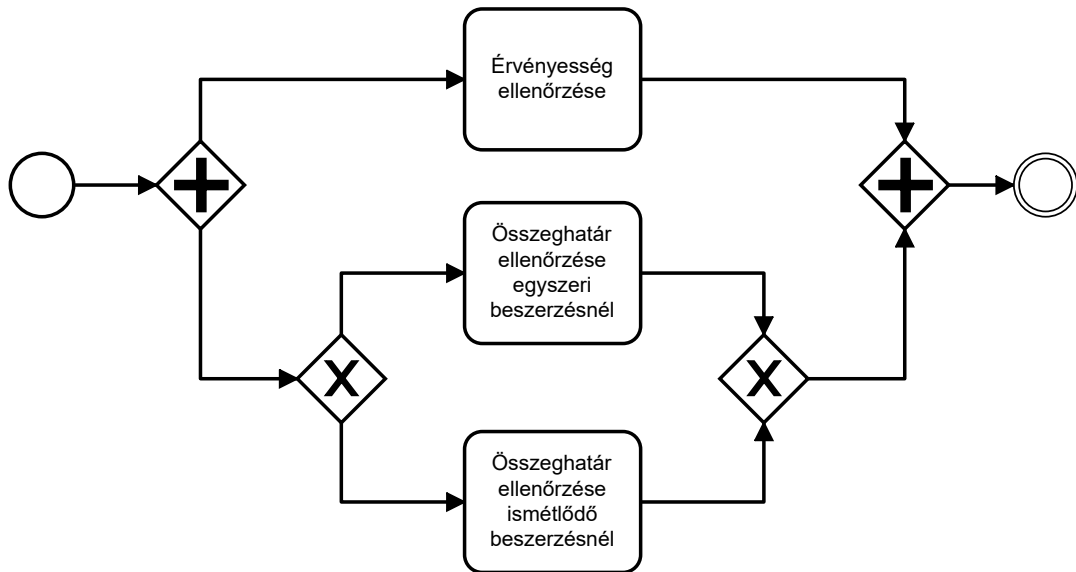 Érvényesség
ellenőrzése
Összeghatár
ellenőrzése
egyszeri
beszerzésnél
Összeghatár
ellenőrzése
ismétlődő
beszerzésnél